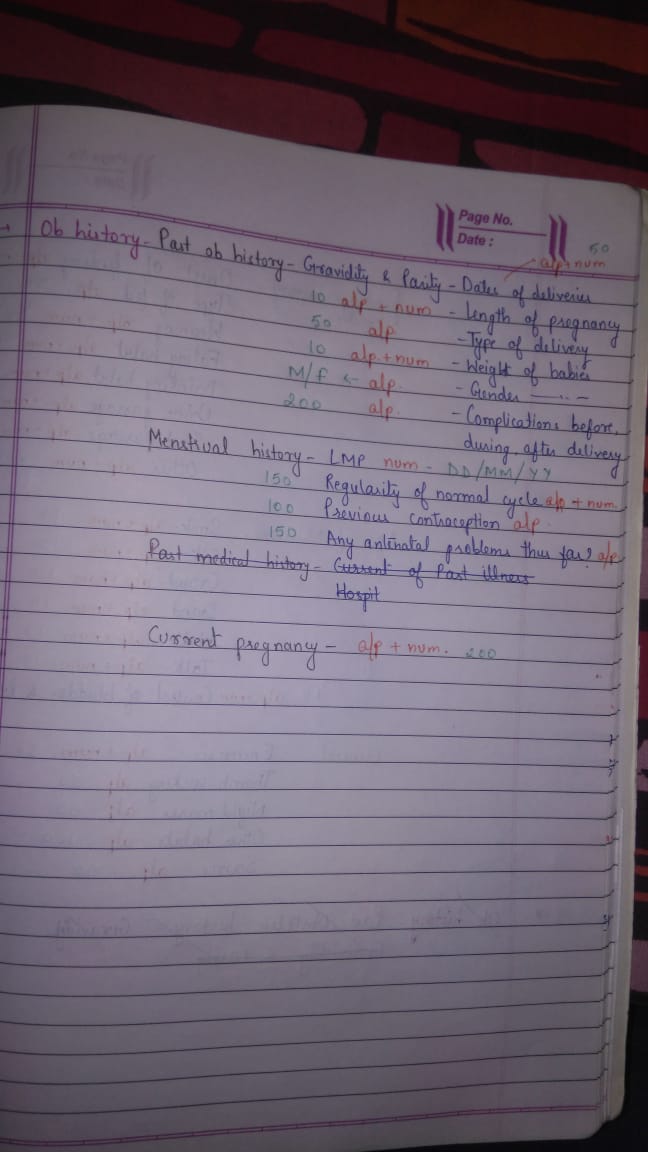 Page No.
Date :
50
alp + num
Ob history - Past ob history - Gravidity & Parity - Dates of deliveries
10 alp + num - Length of pregnancy
50 alp - Type of delivery
10 alp + num - Weight of babies
M/F ← alp. - Gender
200 alp. - Complications before,
during, after delivery
Menstrual history - LMP num - DD/MM/YY
150 Regularity of normal cycle alp + num.
100 Previous contraception alp.
150 Any antenatal problems thus far? alp
Past medical history - Current of Past illness
Hospit
Current pregnancy - alp + num. 200